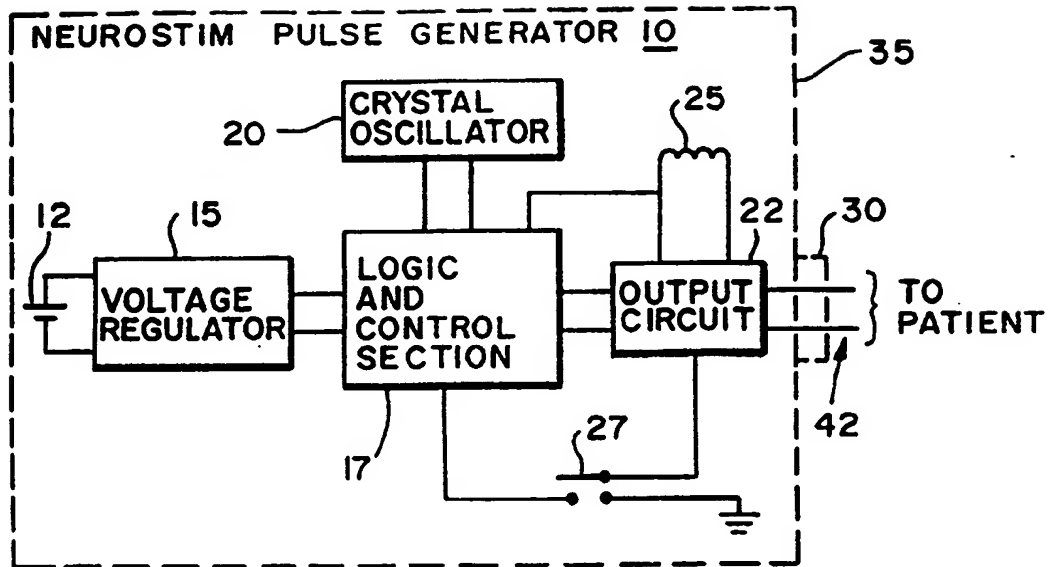 NEUROSTIM PULSE GENERATOR 10
35
CRYSTAL
OSCILLATOR
20
25
12
15
22
30
VOLTAGE
REGULATOR
LOGIC
AND
CONTROL
SECTION
OUTPUT
CIRCUIT
TO
PATIENT
17
27
42